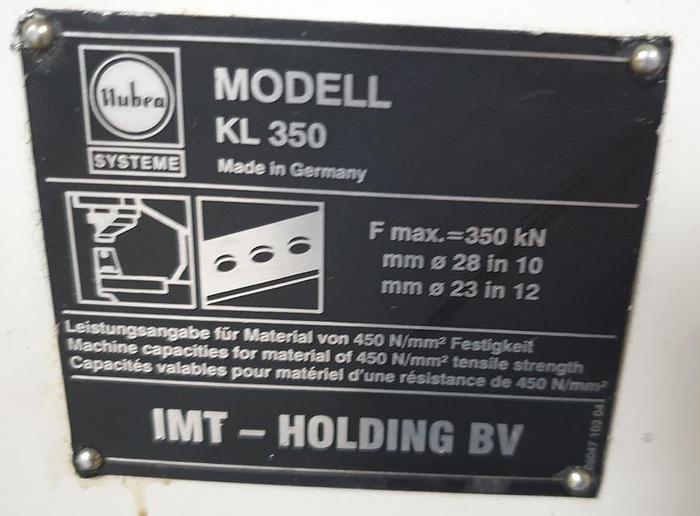 Hubea
SYSTEME
MODELL
KL 350
Made in Germany
F max.=350 kN
mm ø 28 in 10
mm ø 23 in 12
Leistungsangabe für Material von 450 N/mm² Festigkeit
Machine capacities for material of 450 N/mm² tensile strength
Capacités valables pour matériel d'une résistance de 450 N/mm²
IMT – HOLDING BV